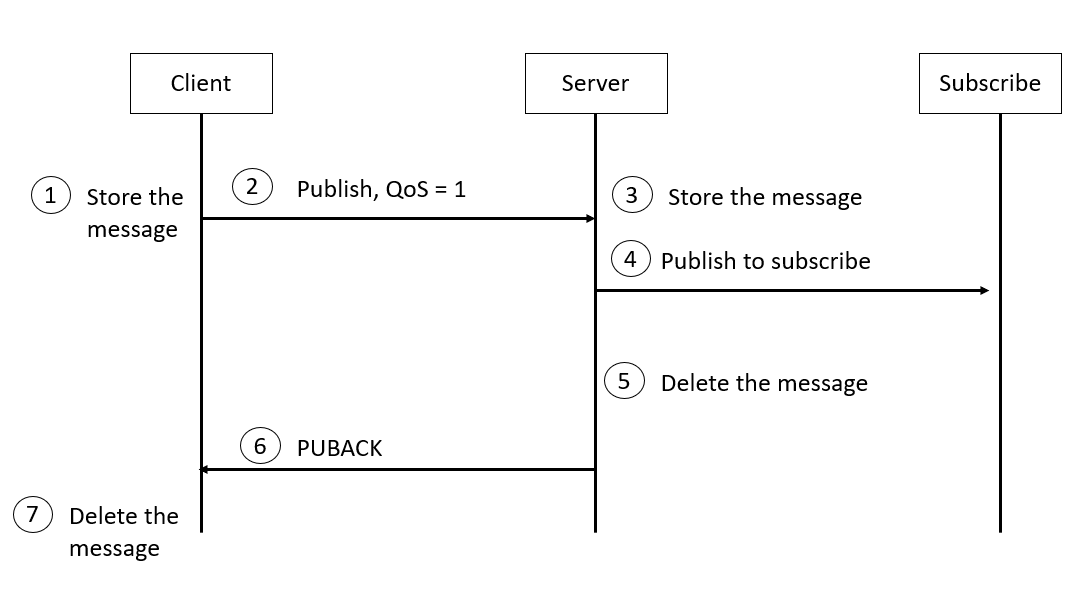 Client
Server
Subscribe
1
Store the
message
2
Publish, QoS = 1
3
Store the message
4
Publish to subscribe
5
Delete the message
6
PUBACK
7
Delete the
message